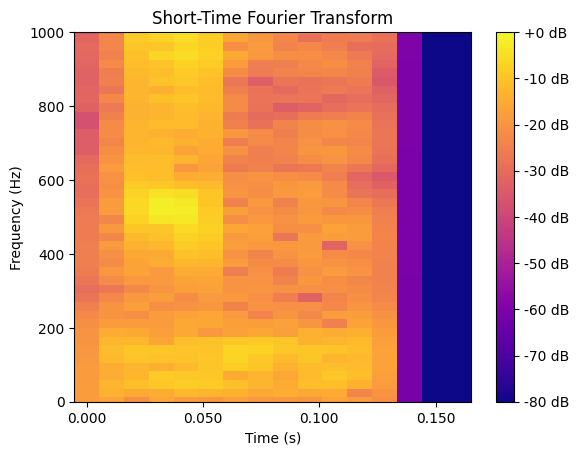 Short-Time Fourier Transform
1000
800
600
400
200
0
Frequency (Hz)
0.000
0.050
0.100
0.150
Time (s)
+0 dB
-10 dB
-20 dB
-30 dB
-40 dB
-50 dB
-60 dB
-70 dB
-80 dB